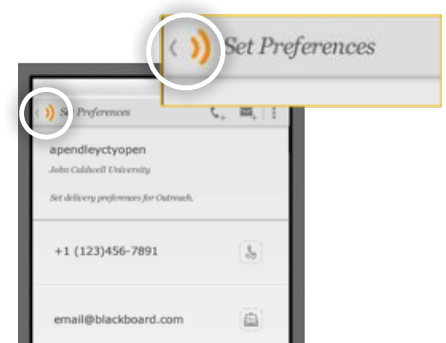 Set Preferences
Set Preferences
apendleyctyopen
John Caldwell University
Set delivery preferences for Outreach.
+1 (123)456-7891
email@blackboard.com